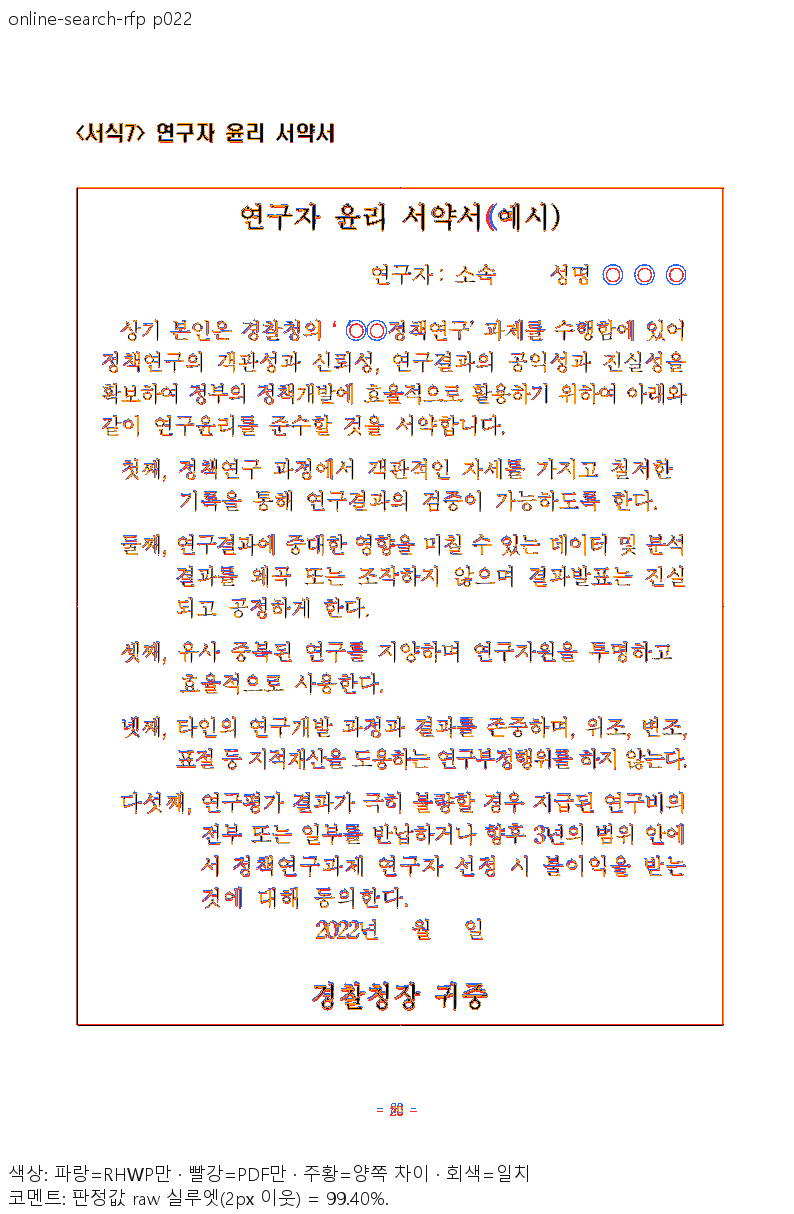 online-search-rfp p022
<서식7> 연구자 윤리 서약서
연구자 윤리 서약서(예시)
연구자 : 소속 성명 ◎ ◎ ◎
상기 본인은 경찰청의 ‘ ◎◎정책연구’ 과제를 수행함에 있어
정책연구의 객관성과 신뢰성, 연구결과의 공익성과 진실성을
확보하여 정부의 정책개발에 효율적으로 활용하기 위하여 아래와
같이 연구윤리를 준수할 것을 서약합니다.
첫째, 정책연구 과정에서 객관적인 자세를 가지고 철저한
기록을 통해 연구결과의 검증이 가능하도록 한다.
둘째, 연구결과에 중대한 영향을 미칠 수 있는 데이터 및 분석
결과를 왜곡 또는 조작하지 않으며 결과발표는 진실
되고 공정하게 한다.
셋째, 유사 중복된 연구를 지양하며 연구자원을 투명하고
효율적으로 사용한다.
넷째, 타인의 연구개발 과정과 결과를 존중하며, 위조, 변조,
표절 등 지적재산을 도용하는 연구부정행위를 하지 않는다.
다섯째, 연구평가 결과가 극히 불량할 경우 지급된 연구비의
전부 또는 일부를 반납하거나 향후 3년의 범위 안에
서 정책연구과제 연구자 선정 시 불이익을 받는
것에 대해 동의한다.
2022년 월 일
경찰청장 귀중
색상: 파랑=RHWP만 · 빨강=PDF만 · 주황=양쪽 차이 · 회색=일치
코멘트: 판정값 raw 실루엣(2px 이웃) = 99.40%.